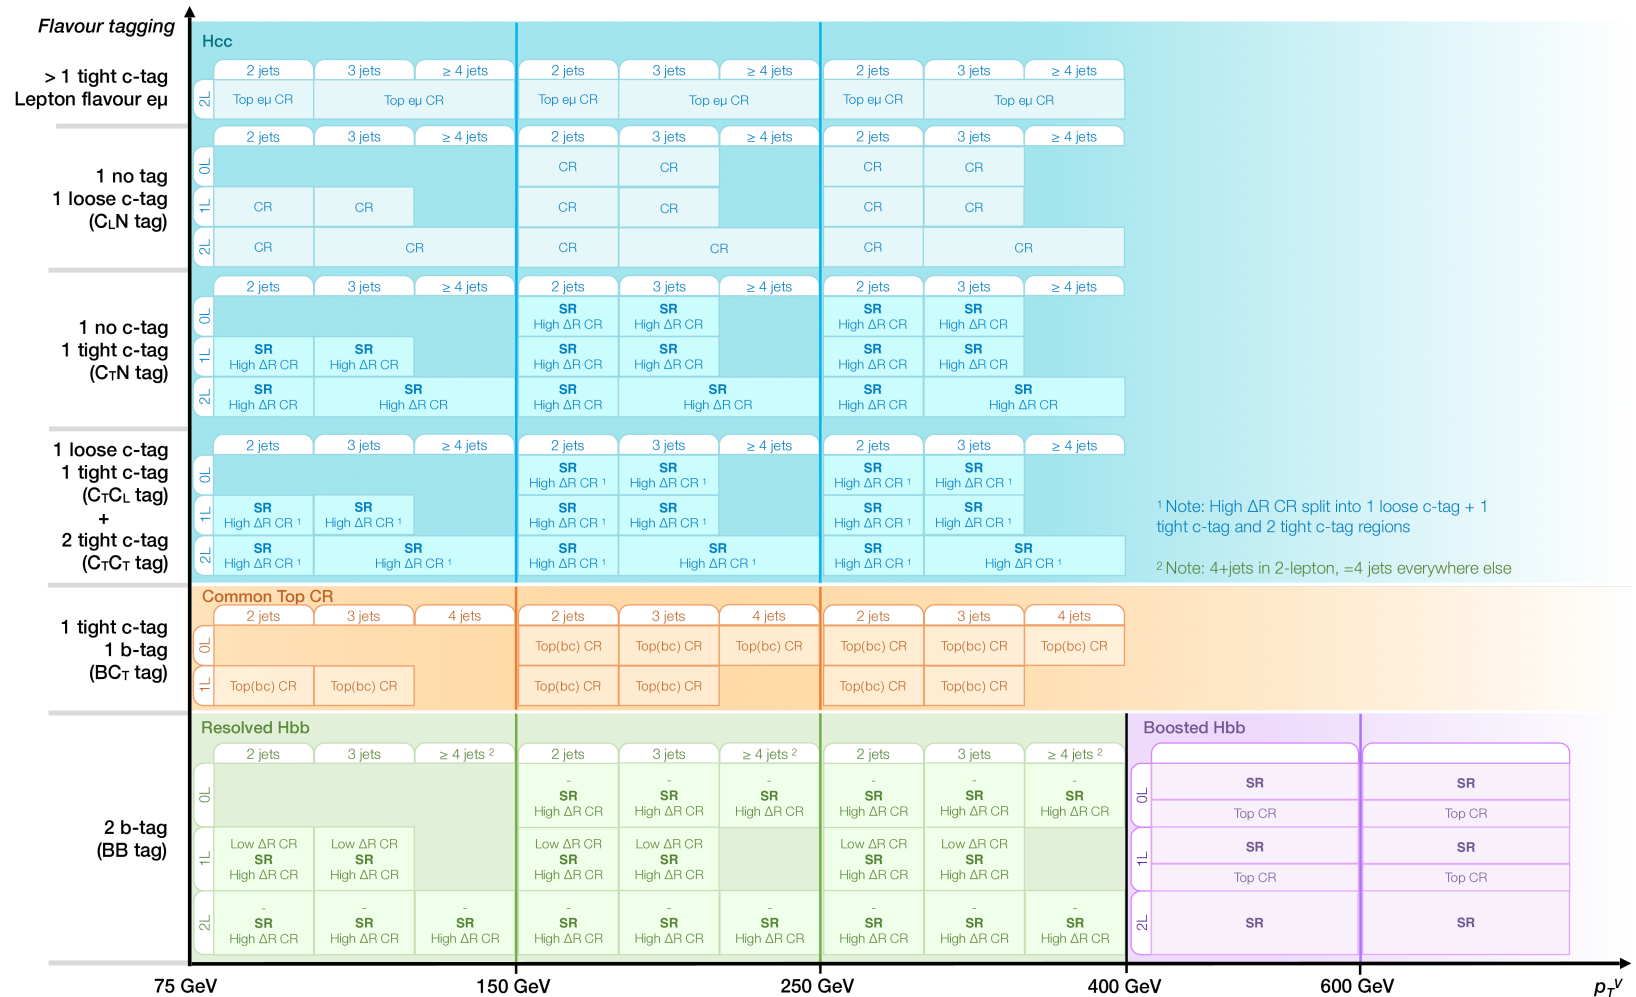 Flavour tagging
Hcc
> 1 tight c-tag
Lepton flavour eμ
2 jets 3 jets ≥ 4 jets 2 jets 3 jets ≥ 4 jets 2 jets 3 jets ≥ 4 jets
2L Top eμ CR Top eμ CR Top eμ CR Top eμ CR Top eμ CR Top eμ CR
1 no tag
1 loose c-tag
(CLN tag)
2 jets 3 jets ≥ 4 jets 2 jets 3 jets ≥ 4 jets 2 jets 3 jets ≥ 4 jets
0L CR CR CR CR
1L CR CR CR CR CR CR
2L CR CR CR CR CR CR
1 no c-tag
1 tight c-tag
(CTN tag)
2 jets 3 jets ≥ 4 jets 2 jets 3 jets ≥ 4 jets 2 jets 3 jets ≥ 4 jets
0L SR SR SR SR
High ΔR CR High ΔR CR High ΔR CR High ΔR CR
1L SR SR SR SR SR SR
High ΔR CR High ΔR CR High ΔR CR High ΔR CR High ΔR CR High ΔR CR
2L SR SR SR SR SR SR
High ΔR CR High ΔR CR High ΔR CR High ΔR CR High ΔR CR High ΔR CR
1 loose c-tag
1 tight c-tag
(CTCL tag)
+
2 tight c-tag
(CTCT tag)
2 jets 3 jets ≥ 4 jets 2 jets 3 jets ≥ 4 jets 2 jets 3 jets ≥ 4 jets
0L SR SR SR SR
High ΔR CR ¹ High ΔR CR ¹ High ΔR CR ¹ High ΔR CR ¹
1L SR SR SR SR SR SR
High ΔR CR ¹ High ΔR CR ¹ High ΔR CR ¹ High ΔR CR ¹ High ΔR CR ¹ High ΔR CR ¹
2L SR SR SR SR SR SR
High ΔR CR ¹ High ΔR CR ¹ High ΔR CR ¹ High ΔR CR ¹ High ΔR CR ¹ High ΔR CR ¹
¹ Note: High ΔR CR split into 1 loose c-tag + 1
tight c-tag and 2 tight c-tag regions
² Note: 4+jets in 2-lepton, =4 jets everywhere else
Common Top CR
1 tight c-tag
1 b-tag
(BCT tag)
2 jets 3 jets 4 jets 2 jets 3 jets 4 jets 2 jets 3 jets 4 jets
0L Top(bc) CR Top(bc) CR Top(bc) CR Top(bc) CR Top(bc) CR Top(bc) CR
1L Top(bc) CR Top(bc) CR Top(bc) CR Top(bc) CR Top(bc) CR Top(bc) CR
Resolved Hbb
2 b-tag
(BB tag)
2 jets 3 jets ≥ 4 jets ² 2 jets 3 jets ≥ 4 jets ² 2 jets 3 jets ≥ 4 jets ²
- - - -
0L SR SR SR SR SR SR
High ΔR CR High ΔR CR High ΔR CR High ΔR CR High ΔR CR High ΔR CR
Low ΔR CR Low ΔR CR Low ΔR CR Low ΔR CR Low ΔR CR Low ΔR CR
1L SR SR SR SR SR SR
High ΔR CR High ΔR CR High ΔR CR High ΔR CR High ΔR CR High ΔR CR
- - - - - - - - -
2L SR SR SR SR SR SR SR SR SR
High ΔR CR High ΔR CR High ΔR CR High ΔR CR High ΔR CR High ΔR CR High ΔR CR High ΔR CR High ΔR CR
Boosted Hbb
0L SR SR
Top CR Top CR
1L SR SR
Top CR Top CR
2L SR SR
75 GeV 150 GeV 250 GeV 400 GeV 600 GeV pTV